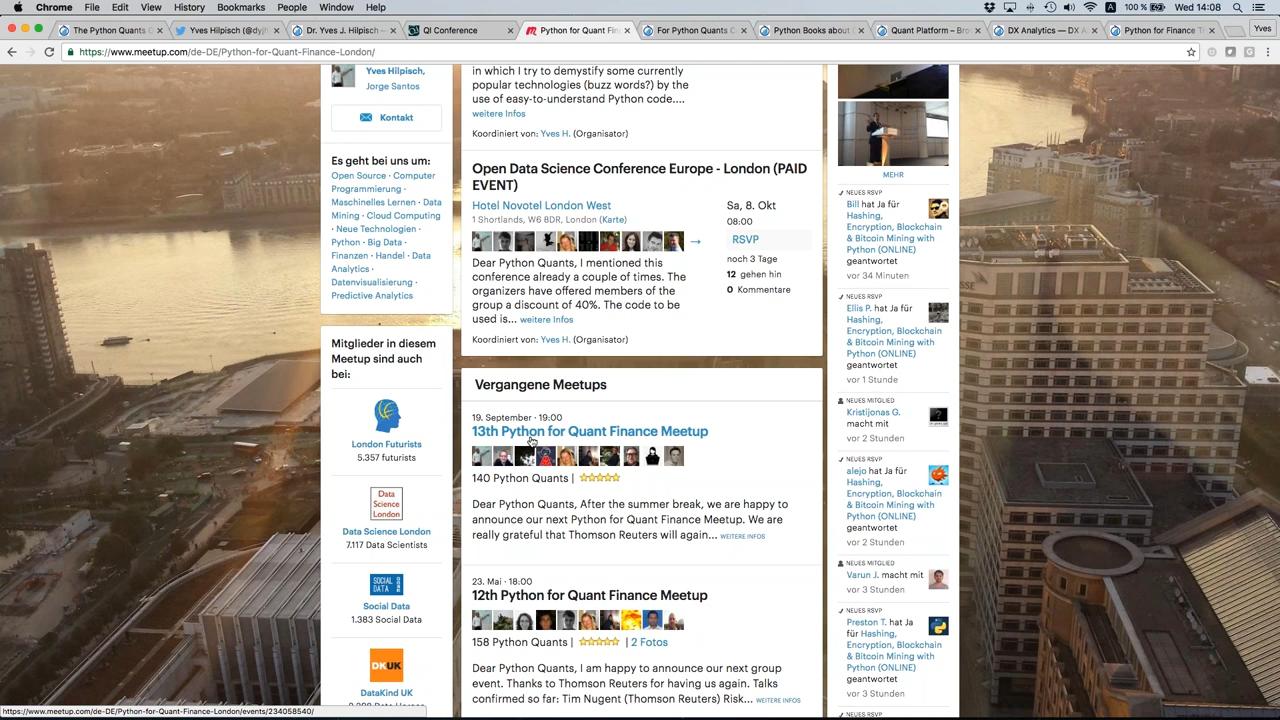 Chrome File Edit View History Bookmarks People Window Help
100 % Wed 14:08
The Python Quants G
Yves Hilpisch (@dyjh
Dr. Yves J. Hilpisch —
QI Conference
Python for Quant Fin
For Python Quants C
Python Books about
Quant Platform – Bro
DX Analytics — DX A
Python for Finance T
Yves
https://www.meetup.com/de-DE/Python-for-Quant-Finance-London/
Yves Hilpisch,
Jorge Santos
Kontakt
Es geht bei uns um:
Open Source · Computer
Programmierung ·
Maschinelles Lernen · Data
Mining · Cloud Computing
· Neue Technologien ·
Python · Big Data ·
Finanzen · Handel · Data
Analytics ·
Datenvisualisierung ·
Predictive Analytics
Mitglieder in diesem
Meetup sind auch
bei:
London Futurists
5.357 futurists
Data
Science
London
Data Science London
7.117 Data Scientists
SOCIAL
DATA
Social Data
1.383 Social Data
DKUK
DataKind UK
in which I try to demystify some currently
popular technologies (buzz words?) by the
use of easy-to-understand Python code....
weitere Infos
Koordiniert von: Yves H. (Organisator)
Open Data Science Conference Europe - London (PAID
EVENT)
Hotel Novotel London West
1 Shortlands, W6 8DR, London (Karte)
→
Dear Python Quants, I mentioned this
conference already a couple of times. The
organizers have offered members of the
group a discount of 40%. The code to be
used is... weitere Infos
Koordiniert von: Yves H. (Organisator)
Sa, 8. Okt
08:00
RSVP
noch 3 Tage
12 gehen hin
0 Kommentare
Vergangene Meetups
19. September · 19:00
13th Python for Quant Finance Meetup
140 Python Quants |
Dear Python Quants, After the summer break, we are happy to
announce our next Python for Quant Finance Meetup. We are
really grateful that Thomson Reuters will again... WEITERE INFOS
23. Mai · 18:00
12th Python for Quant Finance Meetup
158 Python Quants | | 2 Fotos
Dear Python Quants, I am happy to announce our next group
event. Thanks to Thomson Reuters for having us again. Talks
confirmed so far: Tim Nugent (Thomson Reuters) Risk... WEITERE INFOS
MEHR
NEUES RSVP
Bill hat Ja für
Hashing,
Encryption, Blockchain
& Bitcoin Mining with
Python (ONLINE)
geantwortet
vor 34 Minuten
NEUES RSVP
Ellis P. hat Ja für
Hashing,
Encryption, Blockchain
& Bitcoin Mining with
Python (ONLINE)
geantwortet
vor 1 Stunde
NEUES MITGLIED
Kristijonas G.
macht mit
vor 2 Stunden
NEUES RSVP
alejo hat Ja für
Hashing,
Encryption, Blockchain
& Bitcoin Mining with
Python (ONLINE)
geantwortet
vor 2 Stunden
NEUES MITGLIED
Varun J. macht mit
vor 3 Stunden
NEUES RSVP
Preston T. hat Ja
für Hashing,
Encryption, Blockchain
& Bitcoin Mining with
Python (ONLINE)
geantwortet
vor 3 Stunden
NEUES RSVP
https://www.meetup.com/de-DE/Python-for-Quant-Finance-London/events/234058540/